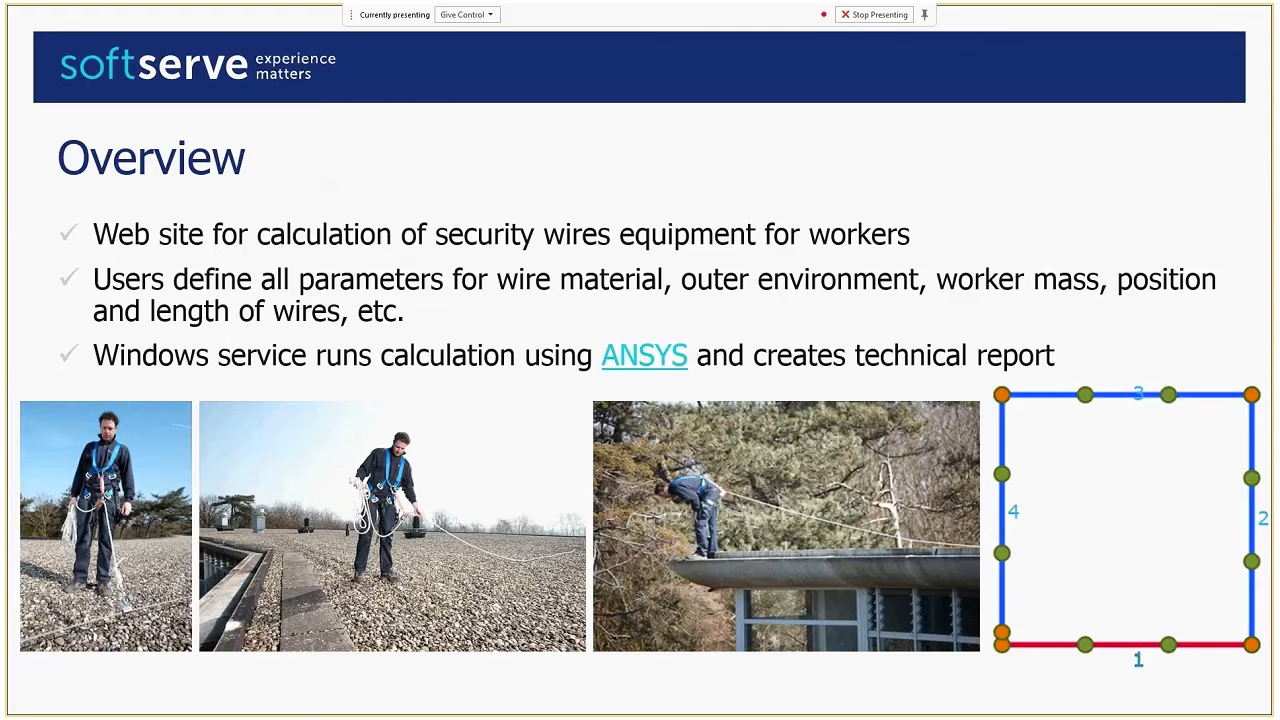 Currently presenting Give Control Stop Presenting
softserve experience matters
Overview
Web site for calculation of security wires equipment for workers
Users define all parameters for wire material, outer environment, worker mass, position
and length of wires, etc.
Windows service runs calculation using ANSYS and creates technical report
3
4
2
1